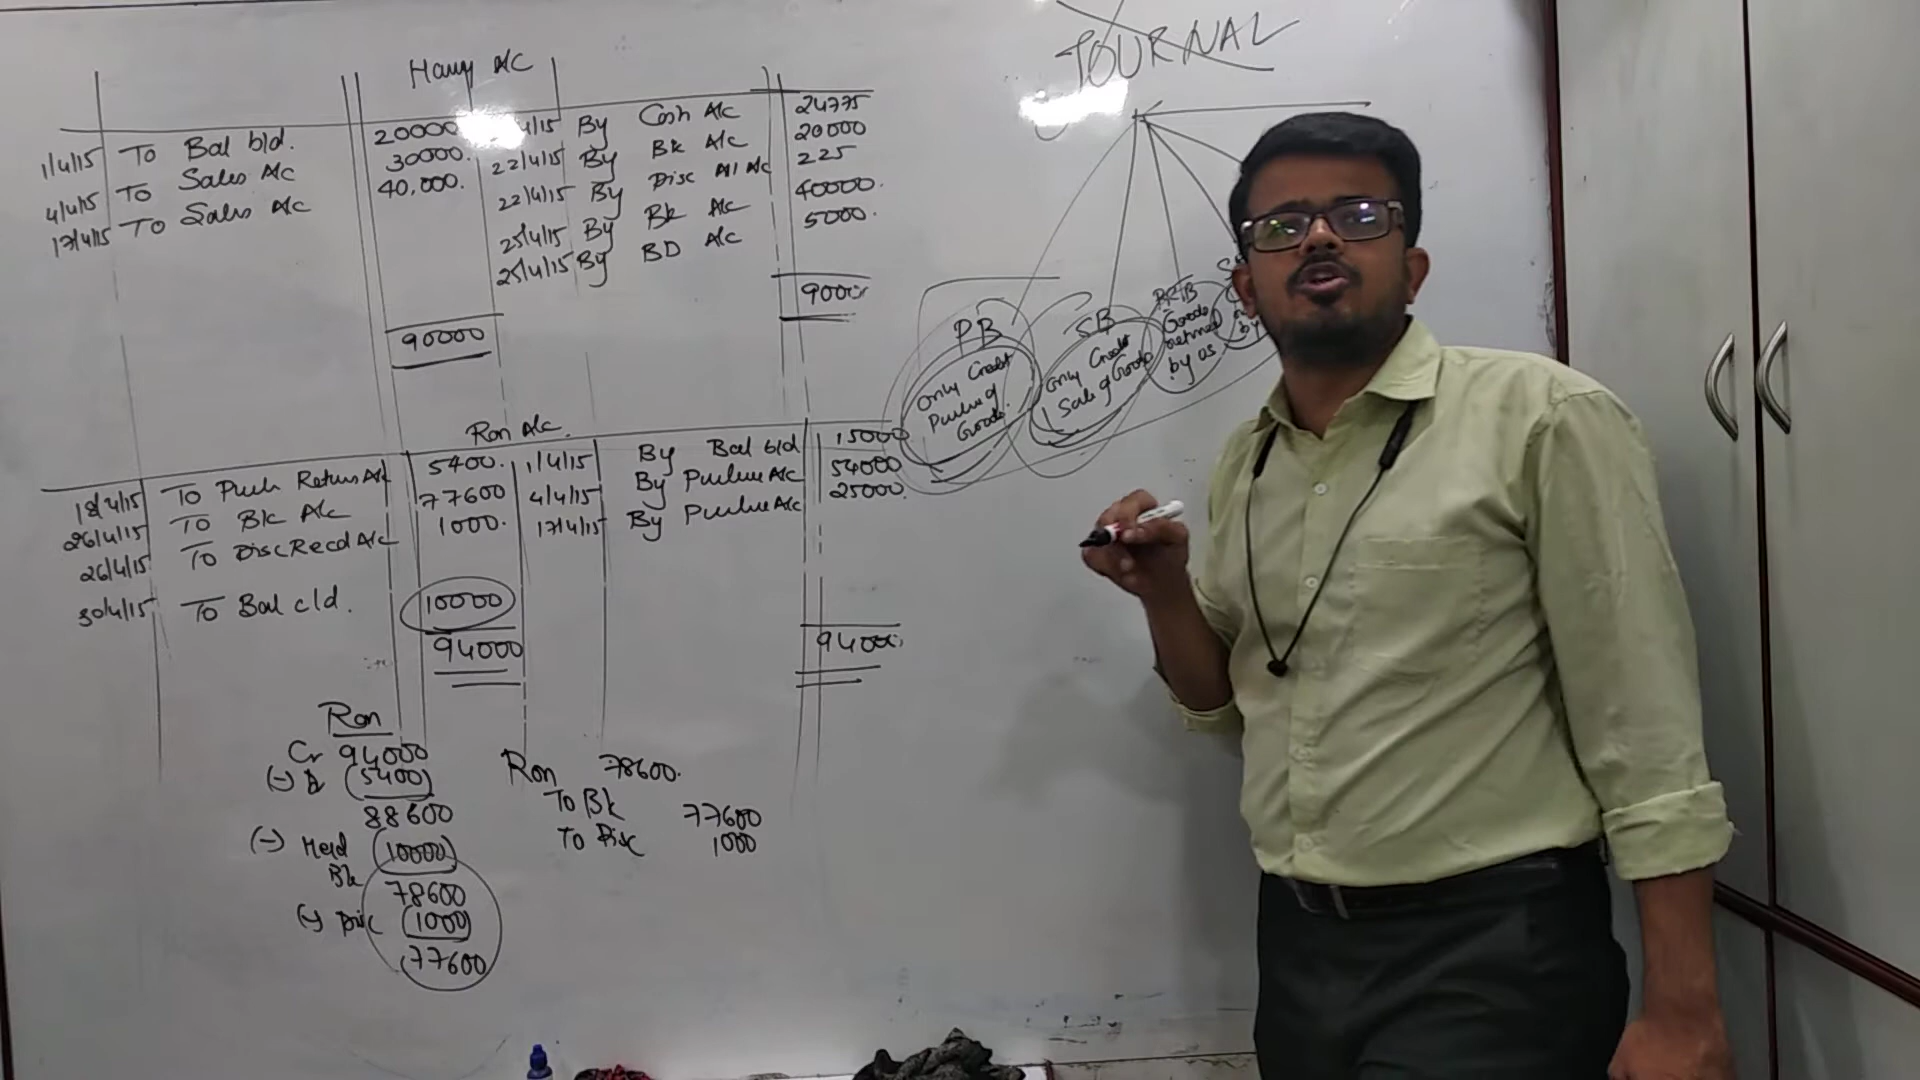 Harry A/c
1/4/15 To Bal b/d. 20000
4/4/15 To Sales A/c 30000.
17/4/15 To Sales A/c 40,000.
90000
4/15 By Cash A/c 24775
22/4/15 By Bk A/c 20000
22/4/15 By Disc All A/c 225
25/4/15 By Bk A/c 40000.
25/4/15 By BD A/c 5000.
90000
Ron A/c.
18/4/15 To Purch Return A/c 5400.
26/4/15 To Bk A/c 77600
26/4/15 To Disc Recd A/c 1000.
30/4/15 To Bal c/d. 10000
94000
1/4/15 By Bal b/d 15000
4/4/15 By Purchase A/c 54000
17/4/15 By Purchase A/c 25000.
94000
Ron
Cr 94000
(-) (5400)
88600
(-) (10000)
Bk
78600
(-) Disc (1000)
77600
Ron 78600.
To Bk 77600
To Disc 1000
JOURNAL
PB
Only Credit
Purchase of
Goods.
SB
Only Credit
Sale of Goods
PRB
Goods
returned
by us
by